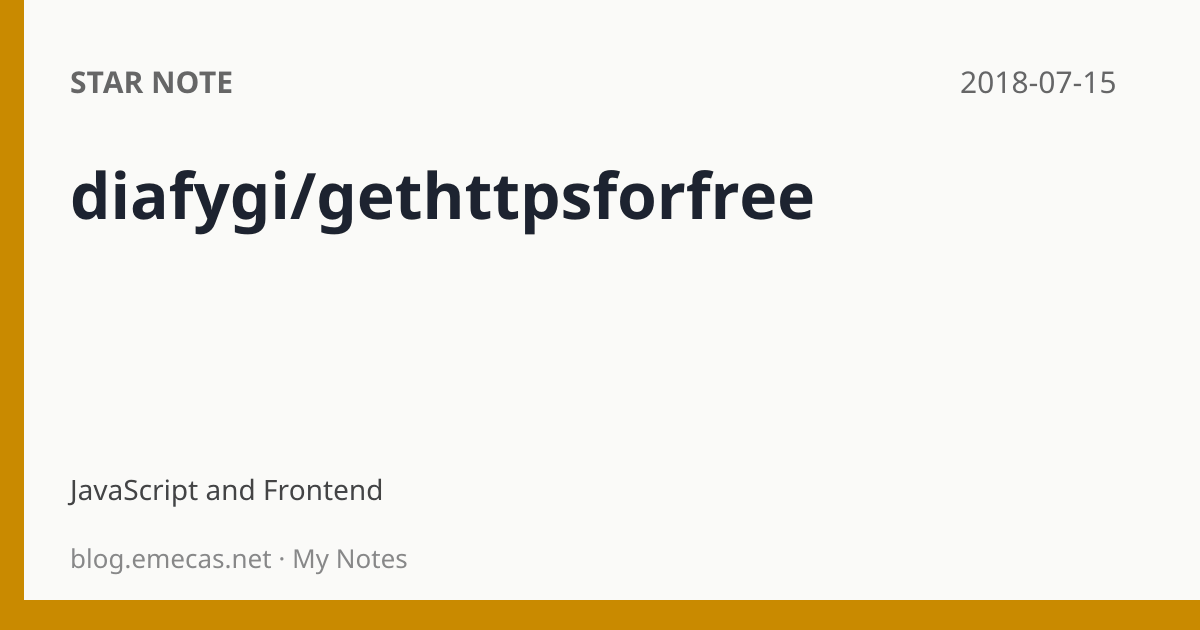 STAR NOTE
2018-07-15
diafygi/gethttpsforfree
JavaScript and Frontend
blog.emecas.net · My Notes